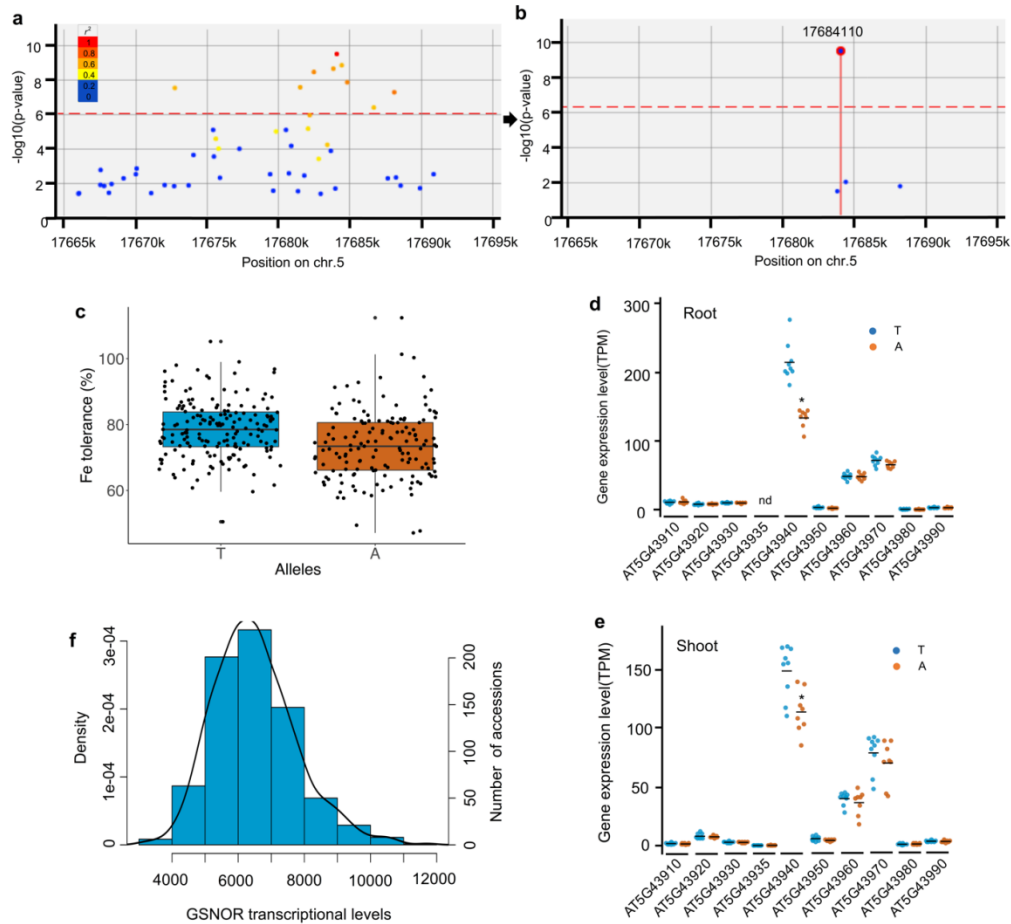 a
r²
1
0.8
0.6
0.4
0.2
0
10
8
6
4
2
0
-log10(p-value)
17665k 17670k 17675k 17680k 17685k 17690k 17695k
Position on chr.5
b
17684110
10
8
6
4
2
0
-log10(p-value)
17665k 17670k 17675k 17680k 17685k 17690k 17695k
Position on chr.5
c
Fe tolerance (%)
100
80
60
T A
Alleles
d
Root
T
A
Gene expression level(TPM)
300
200
100
0
nd
*
AT5G43910 AT5G43920 AT5G43930 AT5G43935 AT5G43940 AT5G43950 AT5G43960 AT5G43970 AT5G43980 AT5G43990
f
Density
3e-04
2e-04
1e-04
0
Number of accessions
200
150
100
50
0
4000 6000 8000 10000 12000
GSNOR transcriptional levels
e
Shoot
T
A
Gene expression level(TPM)
150
100
50
0
*
AT5G43910 AT5G43920 AT5G43930 AT5G43935 AT5G43940 AT5G43950 AT5G43960 AT5G43970 AT5G43980 AT5G43990